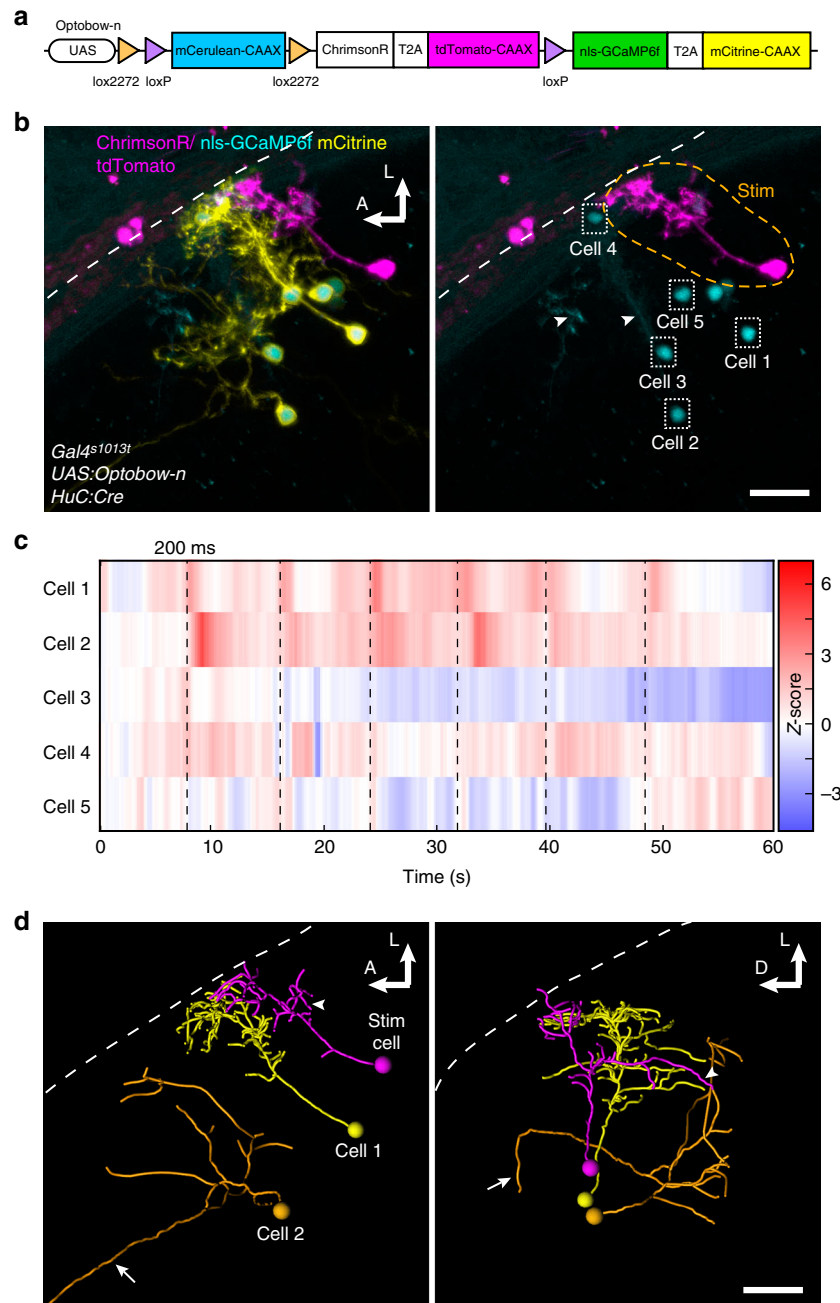 a
Optobow-n
UAS
mCerulean-CAAX
ChrimsonR
T2A
tdTomato-CAAX
nls-GCaMP6f
T2A
mCitrine-CAAX
lox2272
loxP
lox2272
loxP
b
ChrimsonR/ nls-GCaMP6f mCitrine
tdTomato
L
A
Gal4s1013t
UAS:Optobow-n
HuC:Cre
Stim
Cell 4
Cell 5
Cell 1
Cell 3
Cell 2
c
200 ms
Cell 1
Cell 2
Cell 3
Cell 4
Cell 5
0 10 20 30 40 50 60
Time (s)
6
3
0
–3
Z-score
d
L
A
Stim
cell
Cell 1
Cell 2
L
D